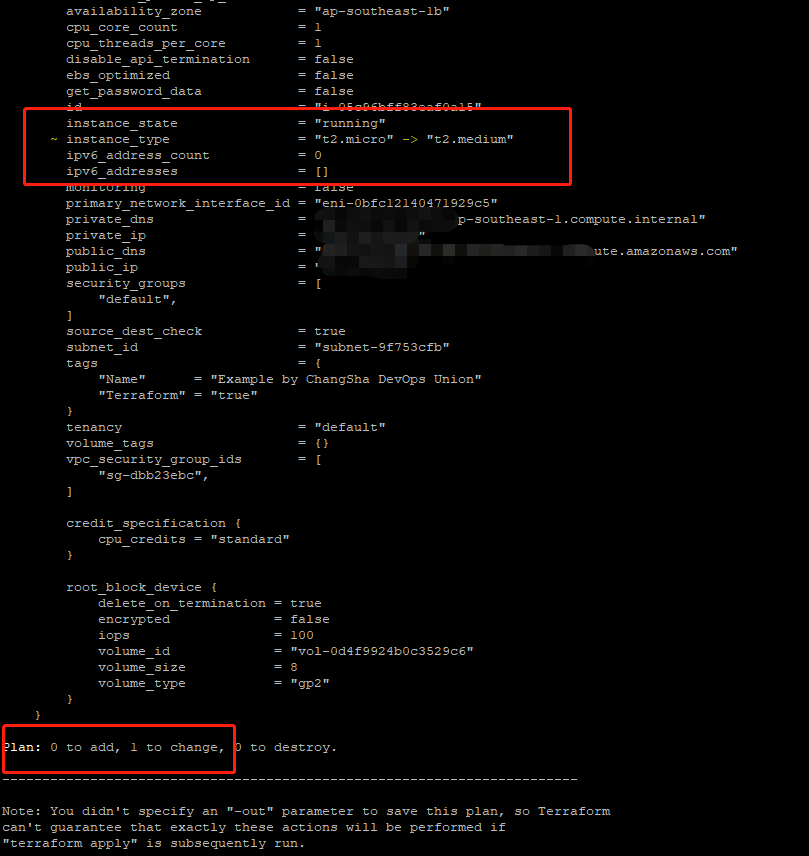 availability_zone = "ap-southeast-1b"
cpu_core_count = 1
cpu_threads_per_core = 1
disable_api_termination = false
ebs_optimized = false
get_password_data = false
id = "i-05c96bff83eaf0a15"
instance_state = "running"
~ instance_type = "t2.micro" -> "t2.medium"
ipv6_address_count = 0
ipv6_addresses = []
monitoring = false
primary_network_interface_id = "eni-0bfc12140471929c5"
private_dns = p-southeast-1.compute.internal"
private_ip = "
public_dns = "ute.amazonaws.com"
public_ip = "
security_groups = [
"default",
]
source_dest_check = true
subnet_id = "subnet-9f753cfb"
tags = {
"Name" = "Example by ChangSha DevOps Union"
"Terraform" = "true"
}
tenancy = "default"
volume_tags = {}
vpc_security_group_ids = [
"sg-dbb23ebc",
]
credit_specification {
cpu_credits = "standard"
}
root_block_device {
delete_on_termination = true
encrypted = false
iops = 100
volume_id = "vol-0d4f9924b0c3529c6"
volume_size = 8
volume_type = "gp2"
}
}
Plan: 0 to add, 1 to change, 0 to destroy.
------------------------------------------------------------------------
Note: You didn't specify an "-out" parameter to save this plan, so Terraform
can't guarantee that exactly these actions will be performed if
"terraform apply" is subsequently run.